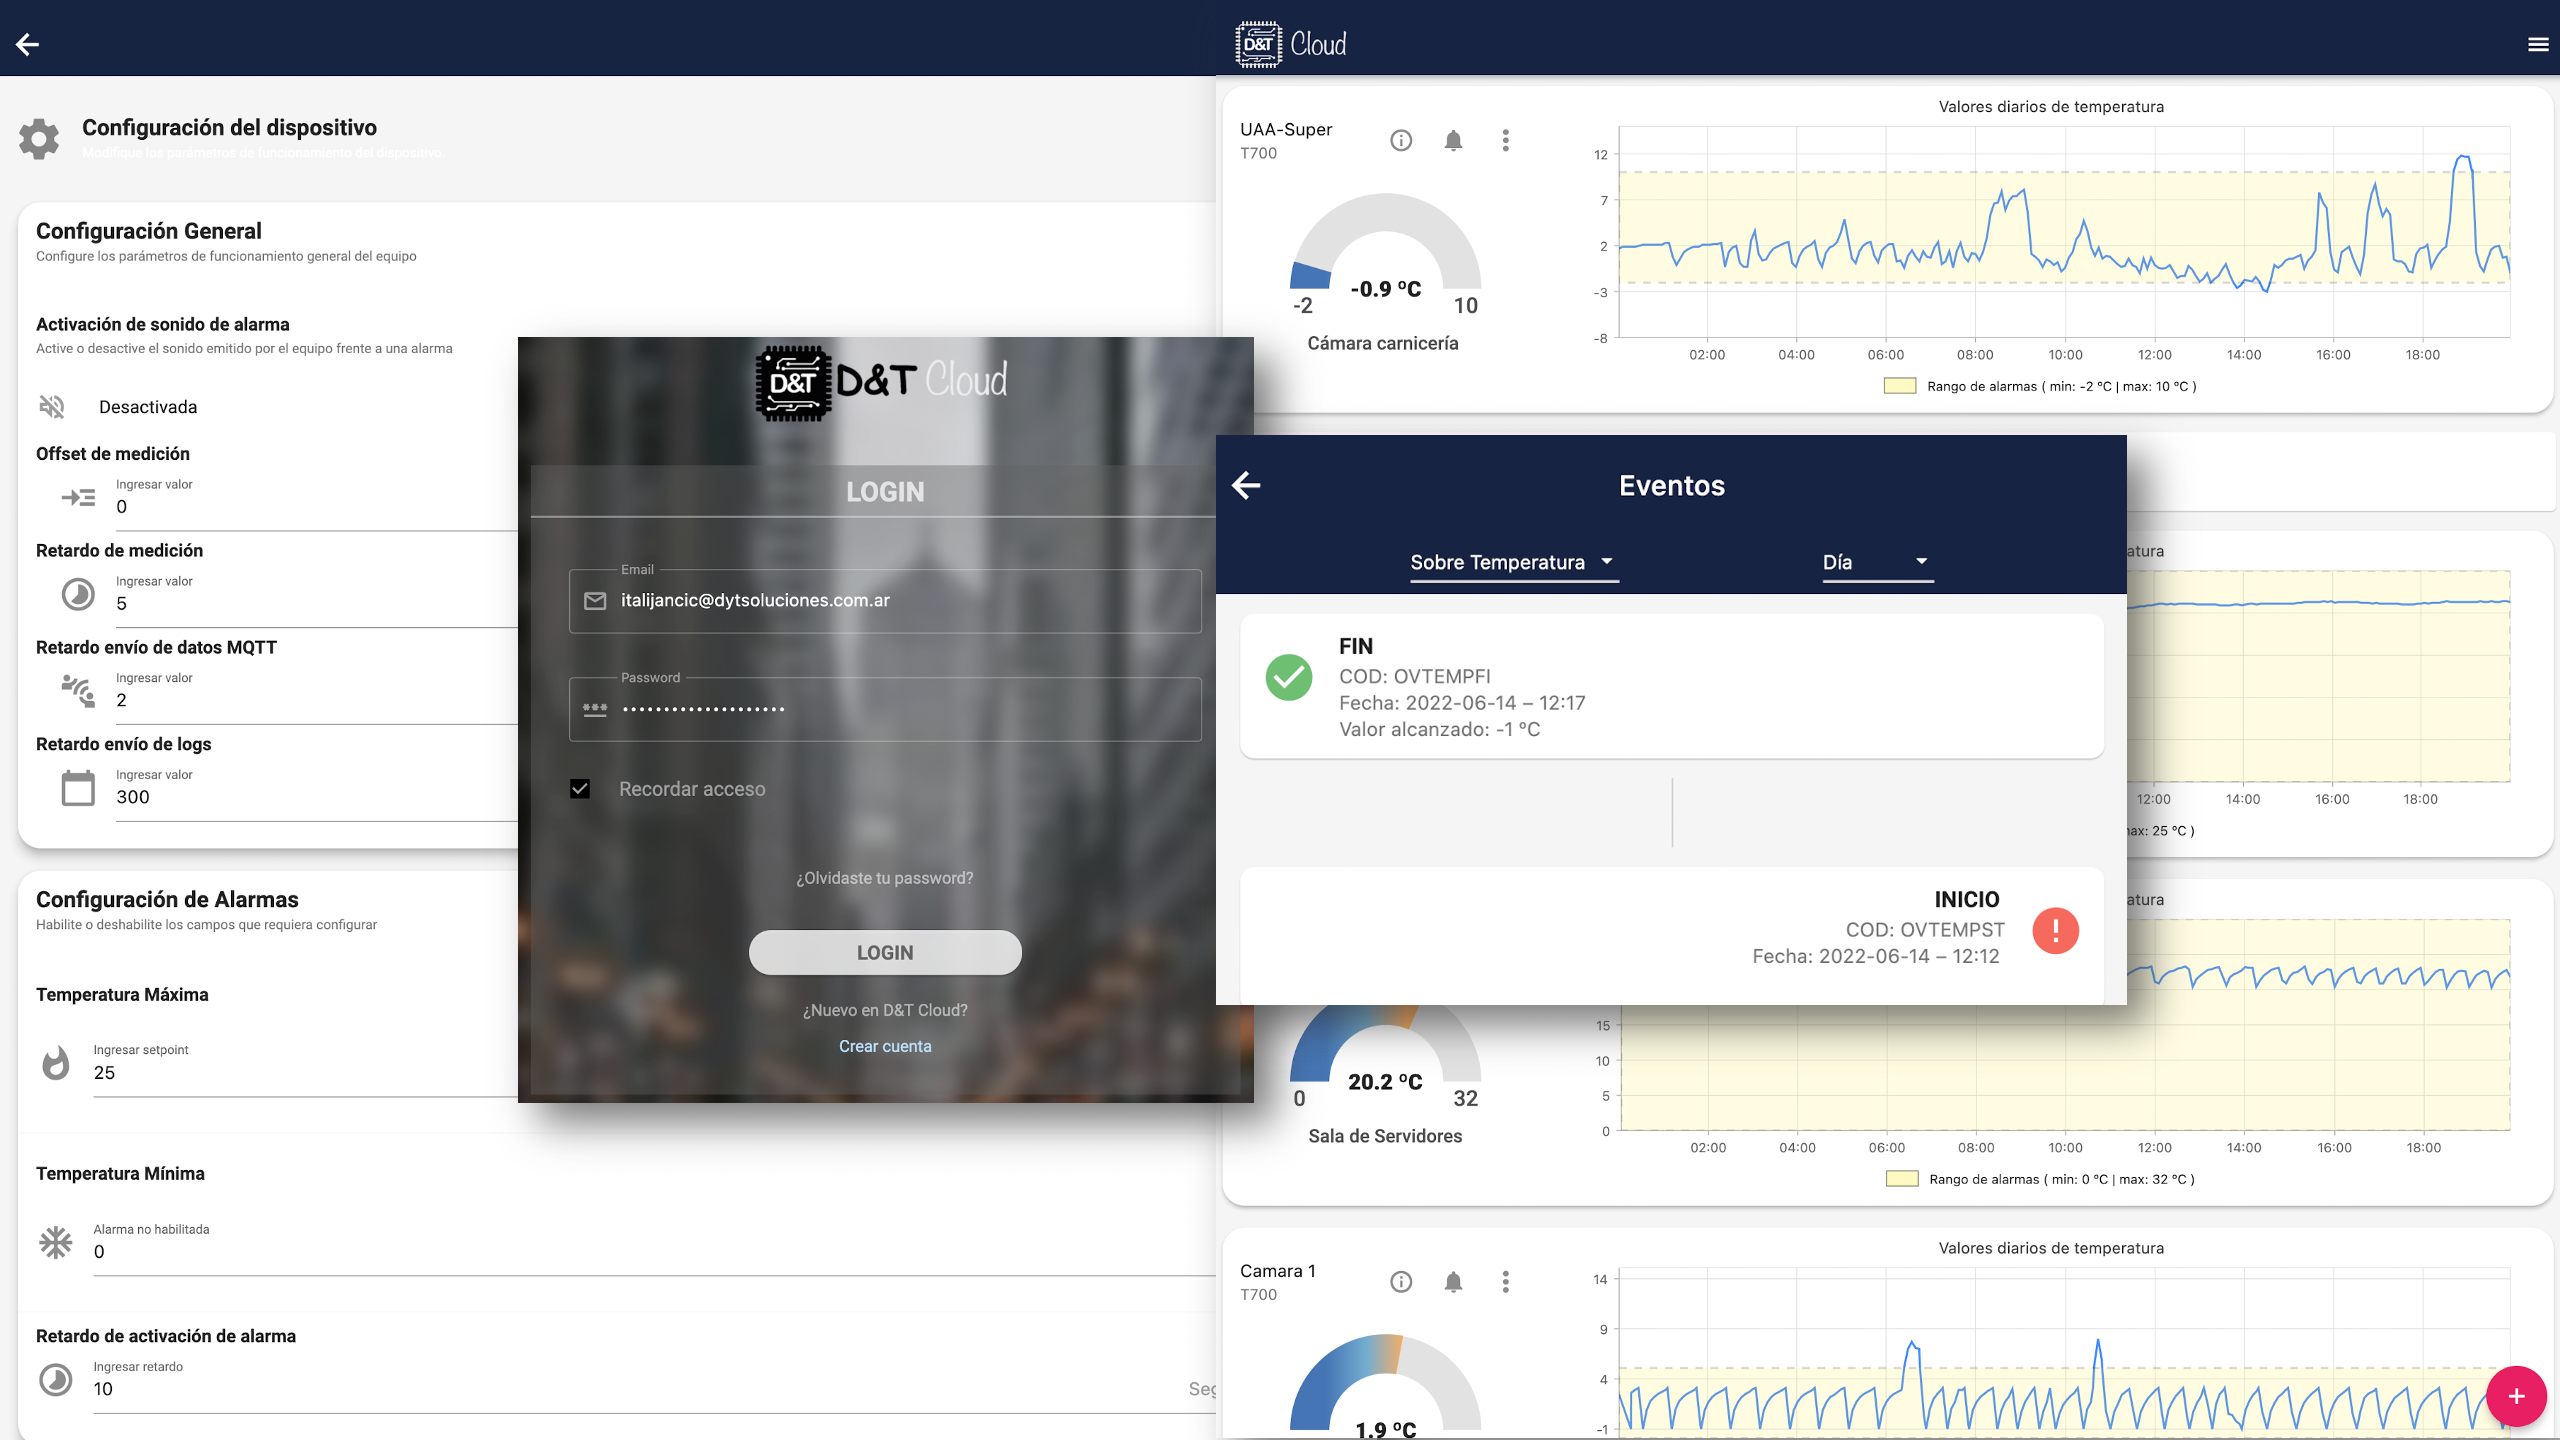 Configuración del dispositivo
Modifique los parámetros de funcionamiento del dispositivo
Configuración General
Configure los parámetros de funcionamiento general del equipo
Activación de sonido de alarma
Active o desactive el sonido emitido por el equipo frente a una alarma
Desactivada
Offset de medición
Ingresar valor
0
Retardo de medición
Ingresar valor
5
Retardo envío de datos MQTT
Ingresar valor
2
Retardo envío de logs
Ingresar valor
300
Configuración de Alarmas
Habilite o deshabilite los campos que requiera configurar
Temperatura Máxima
Ingresar setpoint
25
Temperatura Mínima
Alarma no habilitada
0
Retardo de activación de alarma
Ingresar retardo
10
Seg
D&T D&T Cloud
LOGIN
Email
italijancic@dytsoluciones.com.ar
Password
Recordar acceso
¿Olvidaste tu password?
LOGIN
¿Nuevo en D&T Cloud?
Crear cuenta
D&T Cloud
UAA-Super
T700
-0.9 ºC
-2 10
Cámara carnicería
Valores diarios de temperatura
12
7
2
-3
-8
02:00 04:00 06:00 08:00 10:00 12:00 14:00 16:00 18:00
Rango de alarmas ( min: -2 ºC | max: 10 ºC )
Eventos
Sobre Temperatura Día
FIN
COD: OVTEMPFI
Fecha: 2022-06-14 – 12:17
Valor alcanzado: -1 ºC
INICIO
COD: OVTEMPST
Fecha: 2022-06-14 – 12:12
atura
12:00 14:00 16:00 18:00
ax: 25 ºC )
atura
20.2 ºC
0 32
Sala de Servidores
15
10
5
0
02:00 04:00 06:00 08:00 10:00 12:00 14:00 16:00 18:00
Rango de alarmas ( min: 0 ºC | max: 32 ºC )
Camara 1
T700
1.9 ºC
Valores diarios de temperatura
14
9
4
-1